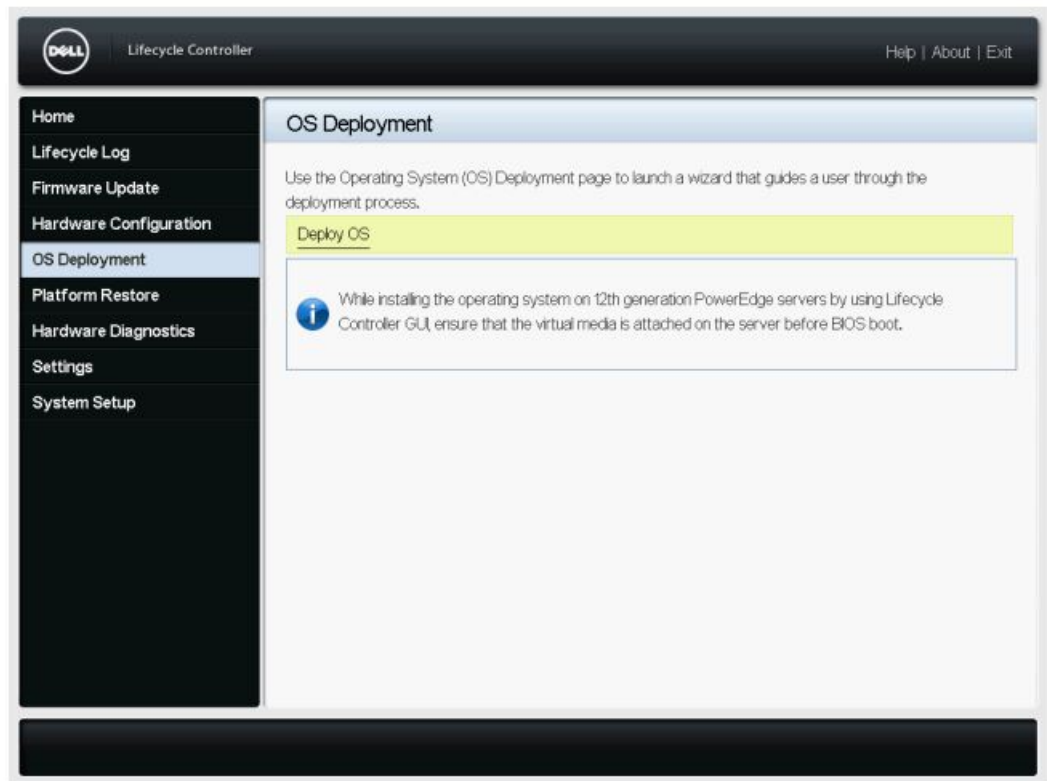 DELL
Lifecycle Controller
Help | About | Exit
Home
Lifecycle Log
Firmware Update
Hardware Configuration
OS Deployment
Platform Restore
Hardware Diagnostics
Settings
System Setup
OS Deployment
Use the Operating System (OS) Deployment page to launch a wizard that guides a user through the
deployment process.
Deploy OS
i
While installing the operating system on 12th generation PowerEdge servers by using Lifecycle
Controller GUI, ensure that the virtual media is attached on the server before BIOS boot.